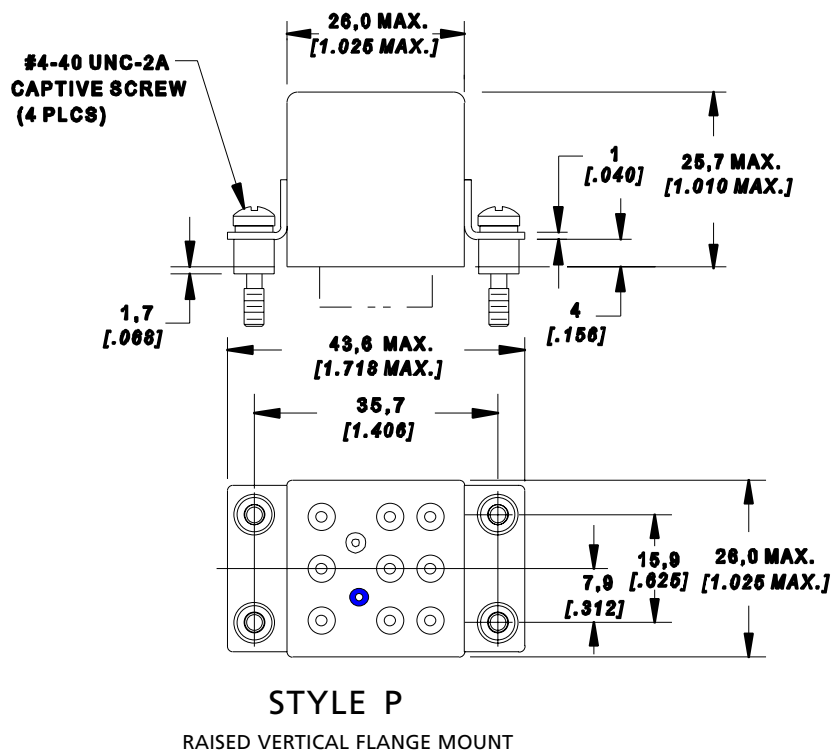 26,0 MAX.
[1.025 MAX.]
#4-40 UNC-2A
CAPTIVE SCREW
(4 PLCS)
1
[.040]
25,7 MAX.
[1.010 MAX.]
1,7
[.068]
4
[.156]
43,6 MAX.
[1.718 MAX.]
35,7
[1.406]
15,9
[.625]
26,0 MAX.
[1.025 MAX.]
7,9
[.312]
STYLE P
RAISED VERTICAL FLANGE MOUNT